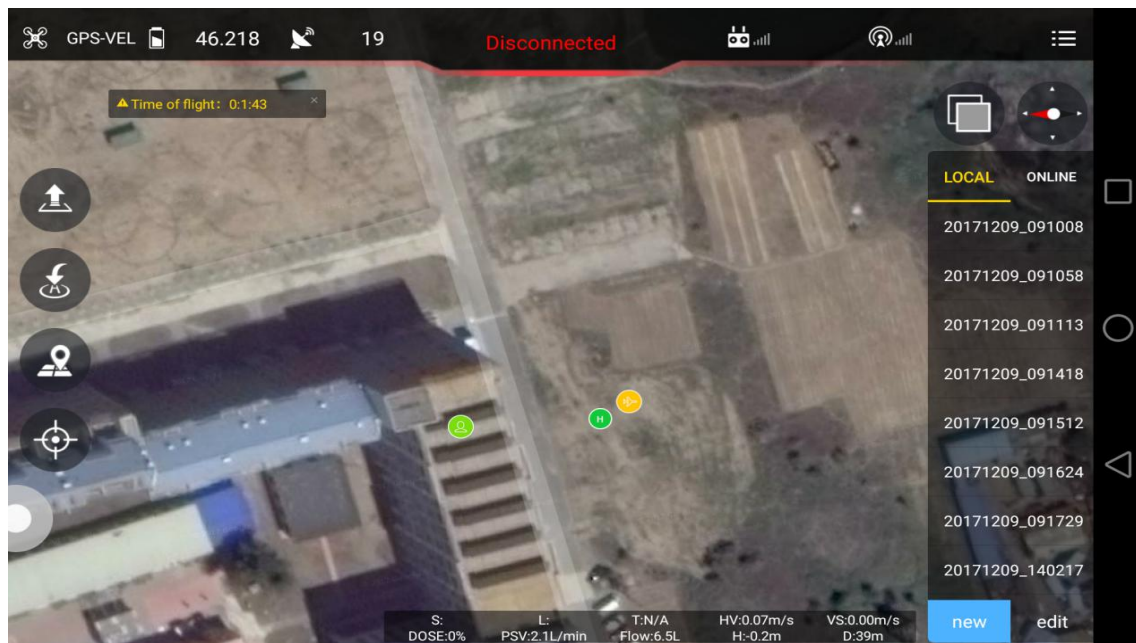 GPS-VEL 46.218 19 Disconnected
Time of flight: 0:1:43 ×
LOCAL ONLINE
20171209_091008
20171209_091058
20171209_091113
20171209_091418
20171209_091512
20171209_091624
20171209_091729
20171209_140217
H
S: L: T:N/A HV:0.07m/s VS:0.00m/s
DOSE:0% PSV:2.1L/min Flow:6.5L H:-0.2m D:39m
new edit